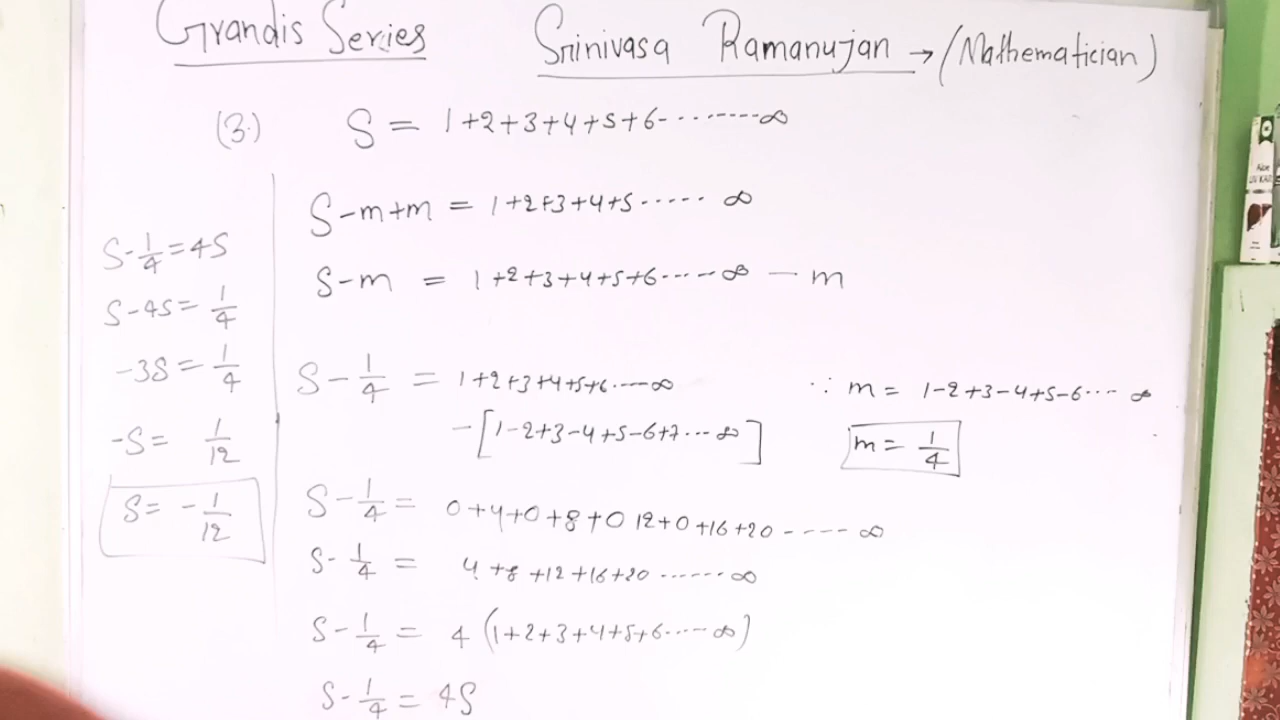 Grandis Series
Srinivasa Ramanujan → (Mathematician)
(3.) S = 1+2+3+4+5+6-········∞
S-m+m = 1+2+3+4+5····· ∞
S-m = 1+2+3+4+5+6······∞ — m
S-1/4 = 1+2+3+4+5+6·····∞
-[1-2+3-4+5-6+7···∞]
∵ m = 1-2+3-4+5-6··· ∞
m = 1/4
S-1/4 = 0+4+0+8+0 12+0+16+20 ----- ∞
S-1/4 = 4+8+12+16+20 ······· ∞
S-1/4 = 4 (1+2+3+4+5+6·····∞)
S-1/4 = 4S
S-1/4=4S
S-4S=1/4
-3S=1/4
-S= 1/12
S= -1/12